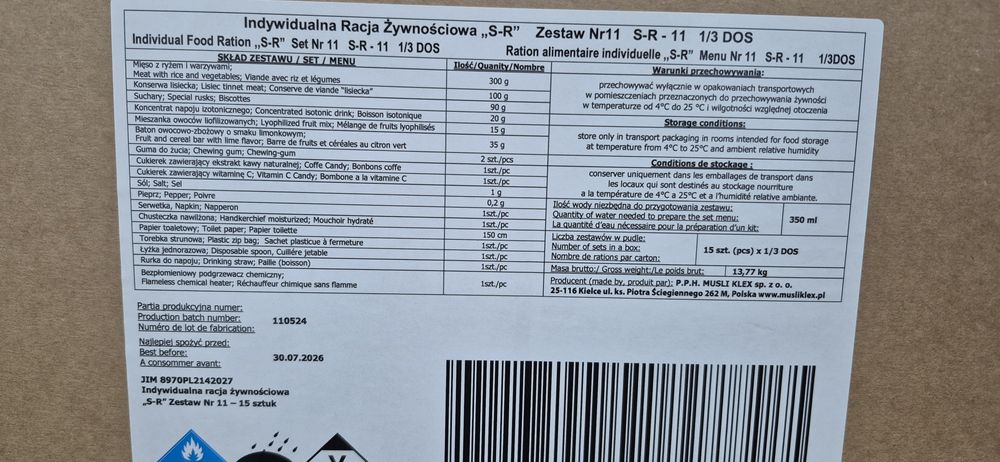 Indywidualna Racja Żywnościowa „S-R” Zestaw Nr11 S-R - 11 1/3 DOS
Individual Food Ration „S-R” Set Nr 11 S-R - 11 1/3 DOS
Ration alimentaire individuelle „S-R” Menu Nr 11 S-R - 11 1/3DOS
SKŁAD ZESTAWU / SET / MENU Ilość/Quanity/Nombre
Mięso z ryżem i warzywami;
Meat with rice and vegetables; Viande avec riz et légumes 300 g
Konserwa lisiecka; Lisiec tinnet meat; Conserve de viande “lisiecka” 100 g
Suchary; Special rusks; Biscottes 90 g
Koncentrat napoju izotonicznego; Concentrated isotonic drink; Boisson isotonique 20 g
Mieszanka owoców liofilizowanych; Lyophilized fruit mix; Mélange de fruits lyophilisés 15 g
Baton owocowo-zbożowy o smaku limonkowym;
Fruit and cereal bar with lime flavor; Barre de fruits et céréales au citron vert 35 g
Guma do żucia; Chewing gum; Chewing-gum 2 szt./pcs
Cukierek zawierający ekstrakt kawy naturalnej; Coffe Candy; Bonbons coffe 1szt./pc
Cukierek zawierający witaminę C; Vitamin C Candy; Bombone a la vitamine C 1szt./pc
Sól; Salt; Sel 1 g
Pieprz; Pepper; Poivre 0,2 g
Serwetka, Napkin; Napperon 1szt./pc
Chusteczka nawilżona; Handkerchief moisturized; Mouchoir hydraté 1szt./pc
Papier toaletowy; Toilet paper; Papier toilette 150 cm
Torebka strunowa; Plastic zip bag; Sachet plasticue à fermeture 1szt./pc
Łyżka jednorazowa; Disposable spoon, Cuillére jetable 1szt./pc
Rurka do napoju; Drinking straw; Paille (boisson) 1szt./pc
Bezpłomieniowy podgrzewacz chemiczny;
Flameless chemical heater; Réchauffeur chimique sans flamme 1szt./pc
Warunki przechowywania:
przechowywać wyłącznie w opakowaniach transportowych
w pomieszczeniach przeznaczonych do przechowywania żywności
w temperaturze od 4°C do 25 °C i wilgotności względnej otoczenia
Storage conditions:
store only in transport packaging in rooms intended for food storage
at temperature from 4°C to 25°C and ambient relative humidity
Conditions de stockage :
conserver uniquement dans les emballages de transport dans
les locaux qui sont destinés au stockage nourriture
a la température de 4°C a 25°C et a l’humidité relative ambiante.
Ilość wody niezbędna do przygotowania zestawu:
Quantity of water needed to prepare the set menu: 350 ml
La quantité d’eau nécessaire pour la préparation d’un kit:
Liczba zestawów w pudle:
Number of sets in a box: 15 szt. (pcs) x 1/3 DOS
Nombre de rations par carton:
Masa brutto:/ Gross weight:/Le poids brut: 13,77 kg
Producent (made by, produit par): P.P.H. MUSLI KLEX sp. z o. o.
25-116 Kielce ul. ks. Piotra Ściegiennego 262 M, Polska www.musliklex.pl
Partia produkcyjna numer:
Production batch number: 110524
Numéro de lot de fabrication:
Najlepiej spożyć przed:
Best before: 30.07.2026
A consommer avant:
JIM 8970PL2142027
Indywidualna racja żywnościowa
„S-R” Zestaw Nr 11 – 15 sztuk